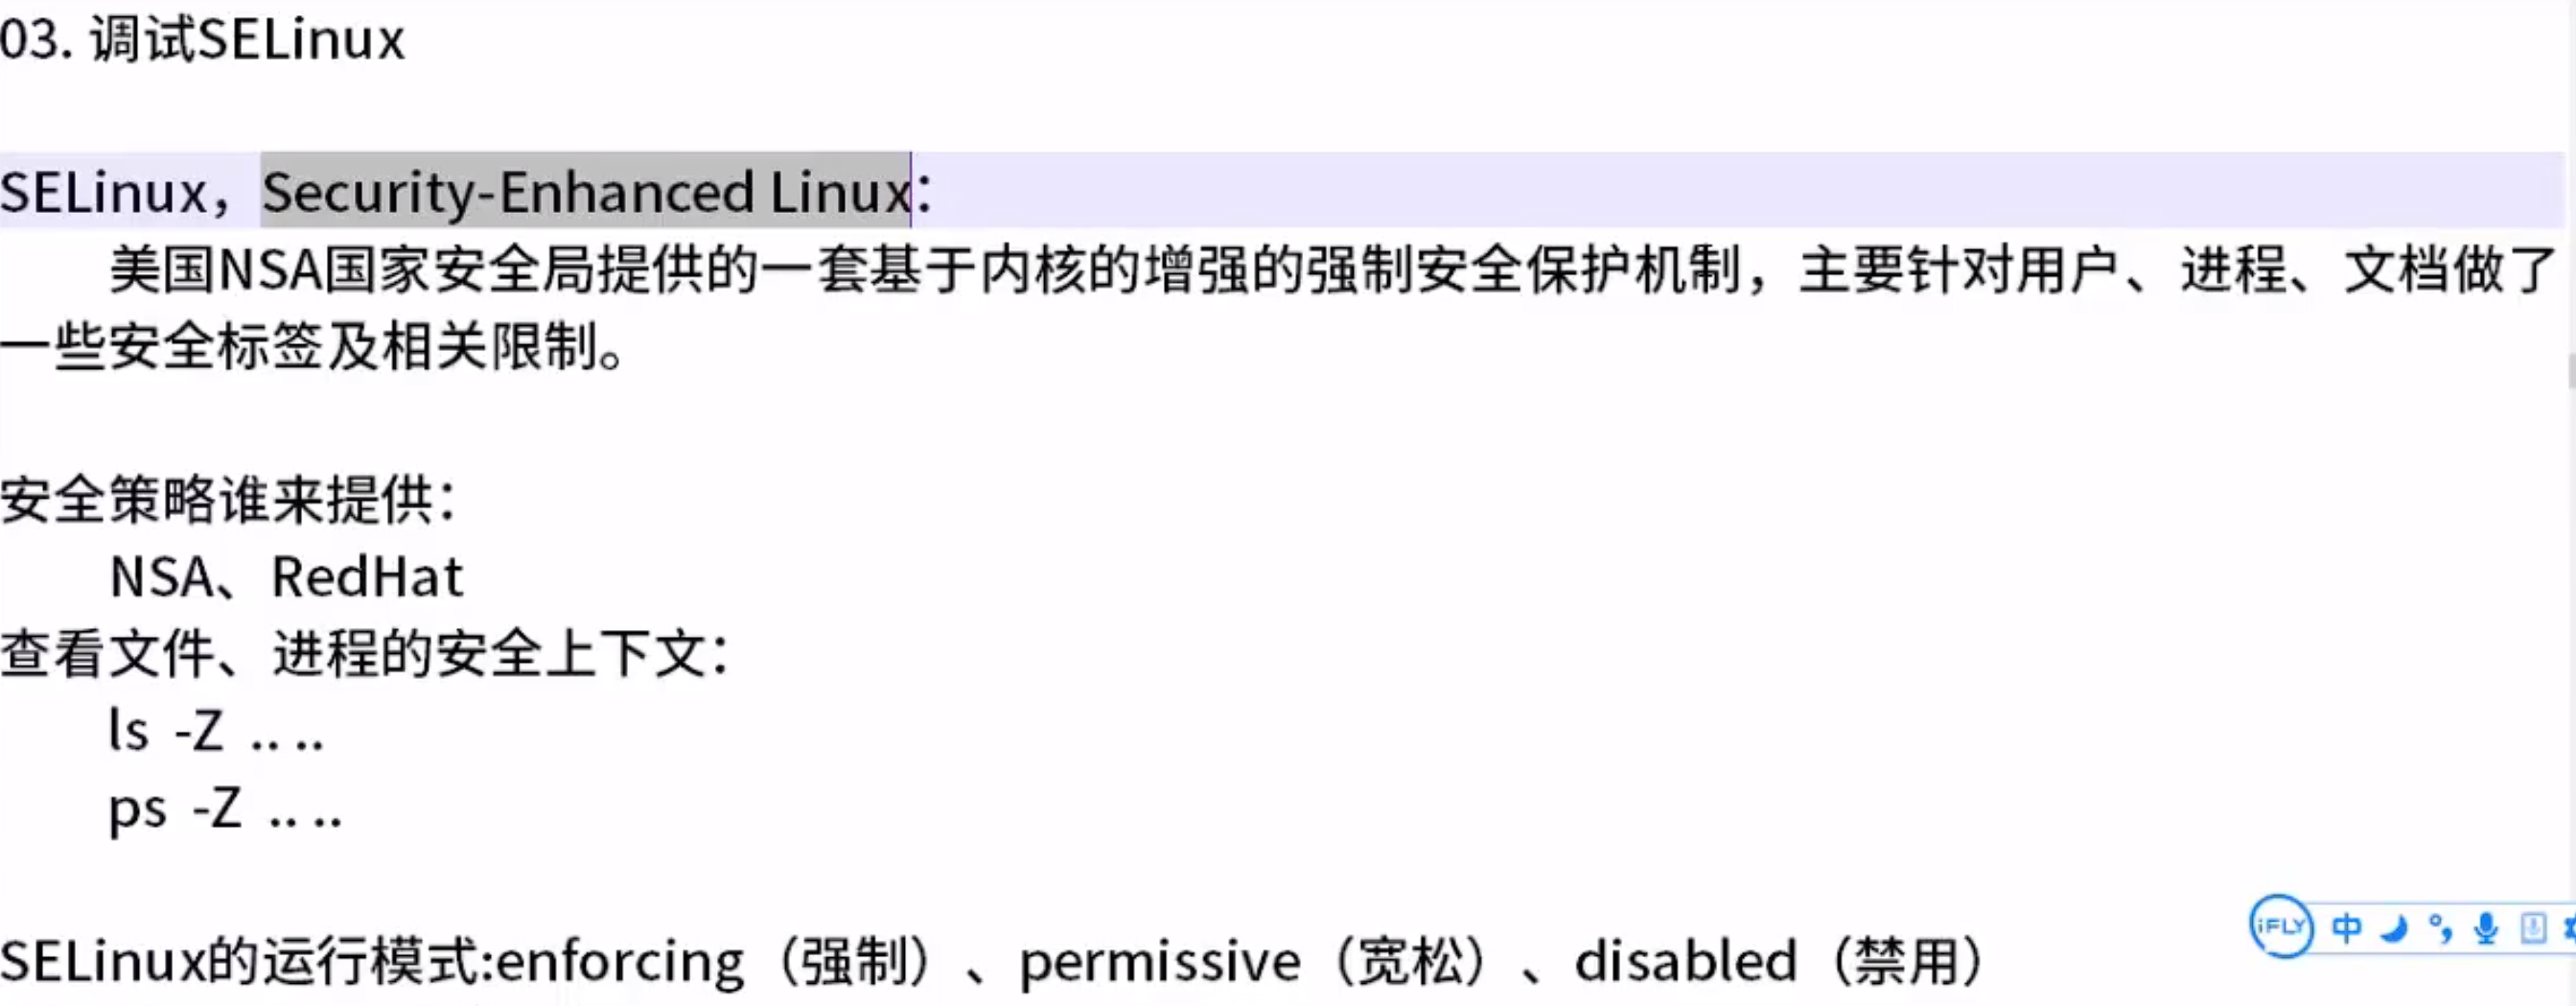 03. 调试SELinux
SELinux，Security-Enhanced Linux：
美国NSA国家安全局提供的一套基于内核的增强的强制安全保护机制，主要针对用户、进程、文档做了
一些安全标签及相关限制。
安全策略谁来提供：
NSA、RedHat
查看文件、进程的安全上下文：
ls -Z .. ..
ps -Z .. ..
iFLY 中
SELinux的运行模式:enforcing（强制）、permissive（宽松）、disabled（禁用）